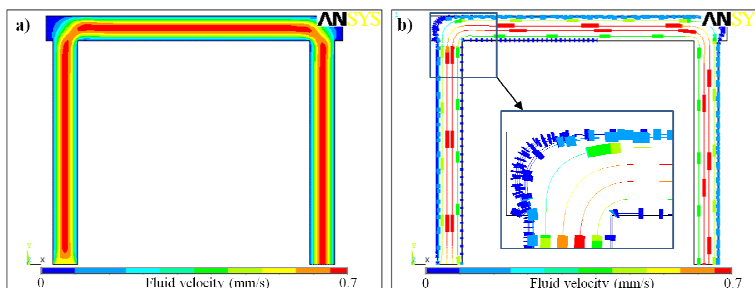 a)
ANSYS
x
0
Fluid velocity (mm/s)
0.7
b)
ANSYS
x
0
Fluid velocity (mm/s)
0.7